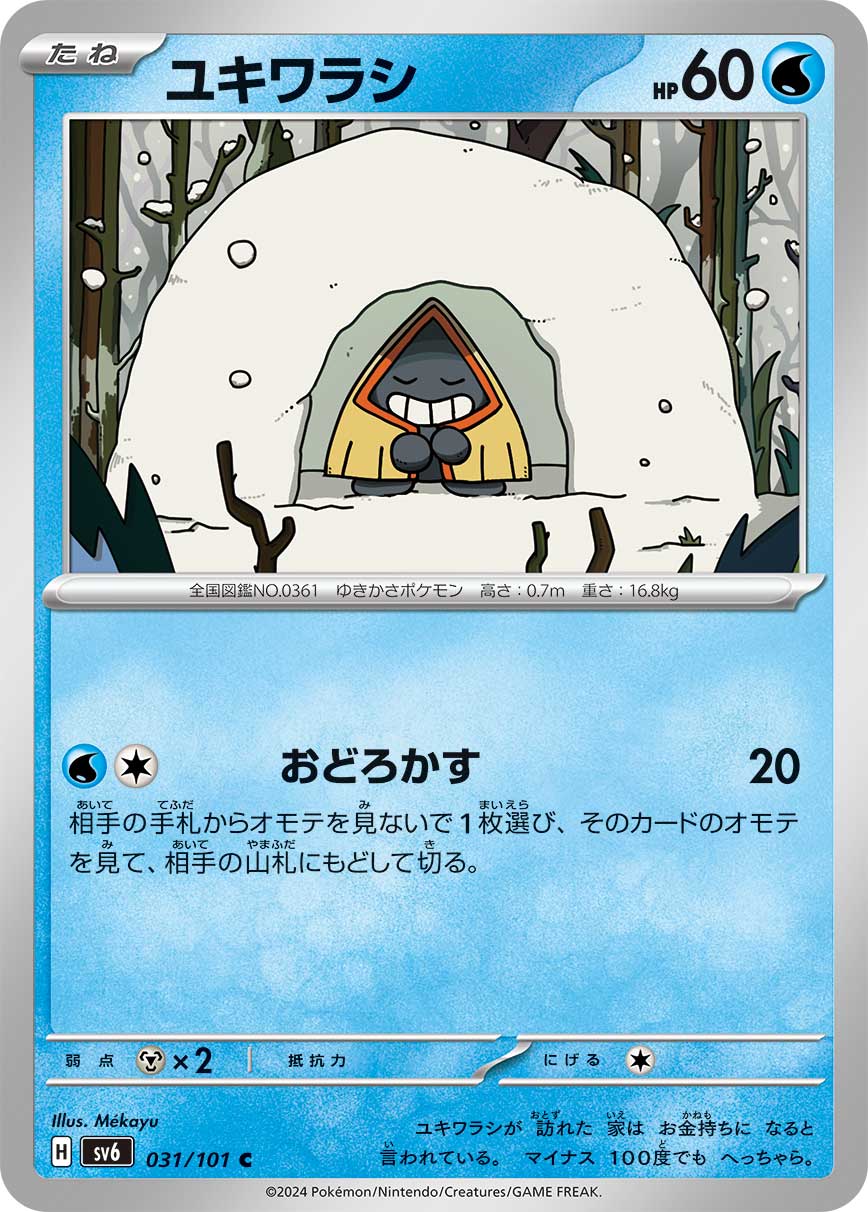 たね ユキワラシ HP60
全国図鑑NO.0361 ゆきかさポケモン 高さ:0.7m 重さ:16.8kg
おどろかす 20
相手の手札からオモテを見ないで1枚選び、そのカードのオモテ
を見て、相手の山札にもどして切る。
弱点 ×2 抵抗力 にげる
Illus. Mékayu
H sv6 031/101 C
ユキワラシが 訪れた 家は お金持ちに なると
言われている。 マイナス 100度でも へっちゃら。
©2024 Pokémon/Nintendo/Creatures/GAME FREAK.